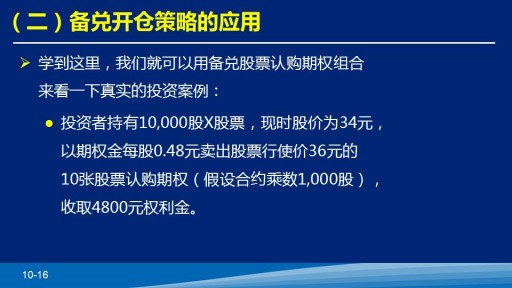 （二）备兑开仓策略的应用
➢ 学到这里，我们就可以用备兑股票认购期权组合
来看一下真实的投资案例：
● 投资者持有10,000股X股票，现时股价为34元，
以期权金每股0.48元卖出股票行使价36元的
10张股票认购期权（假设合约乘数1,000股），
收取4800元权利金。
10-16